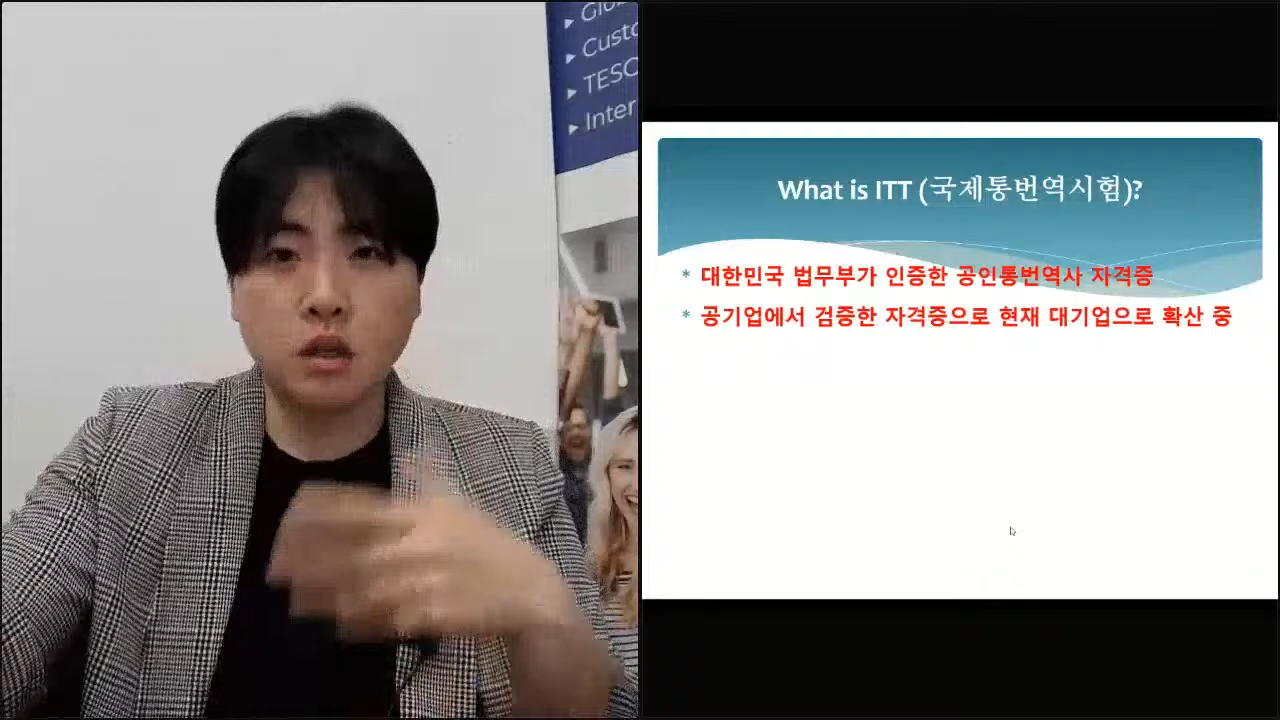 Custo
TESO
Inter
What is ITT (국제통번역시험)?
* 대한민국 법무부가 인증한 공인통번역사 자격증
* 공기업에서 검증한 자격증으로 현재 대기업으로 확산 중